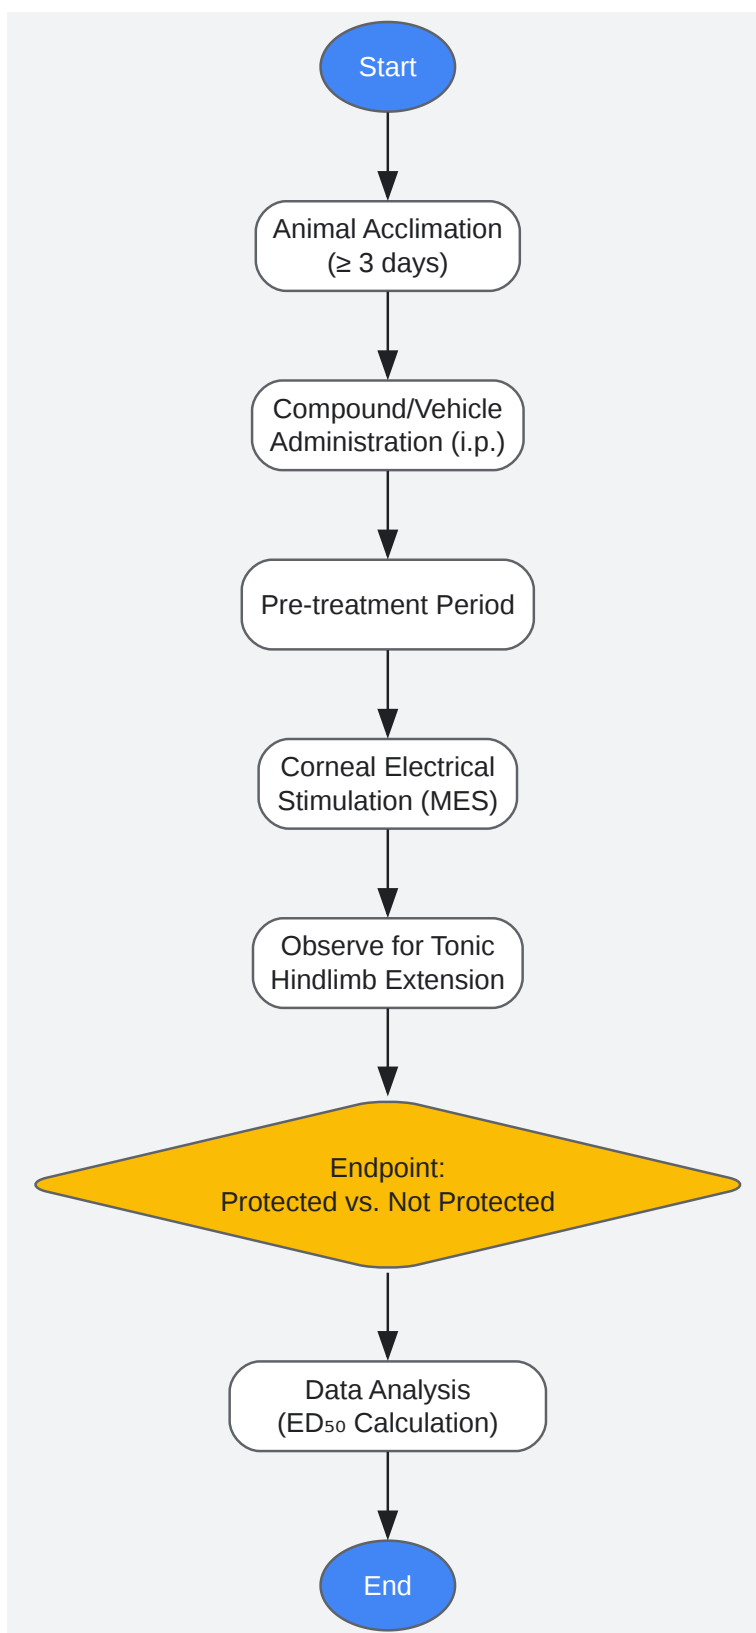 Start
Animal Acclimation
(≥ 3 days)
Compound/Vehicle
Administration (i.p.)
Pre-treatment Period
Corneal Electrical
Stimulation (MES)
Observe for Tonic
Hindlimb Extension
Endpoint:
Protected vs. Not Protected
Data Analysis
(ED₅₀ Calculation)
End